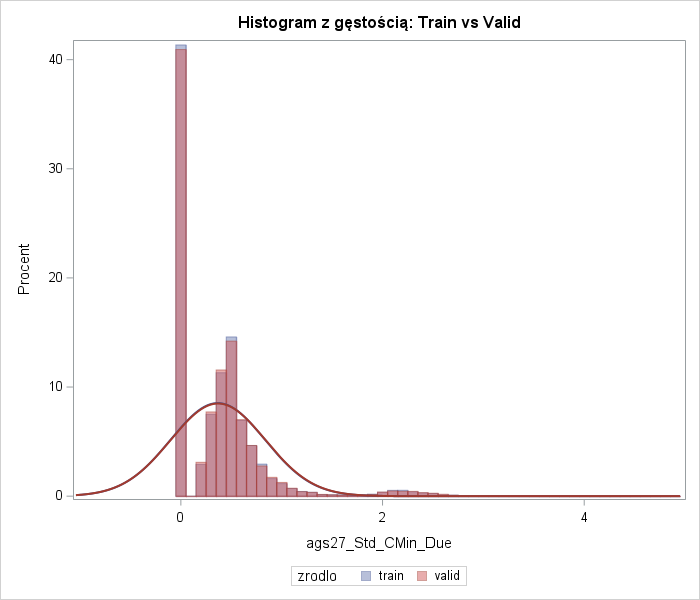 Histogram z gęstością: Train vs Valid
40
30
20
10
0
Procent
0 2 4
ags27_Std_CMin_Due
zrodlo train valid